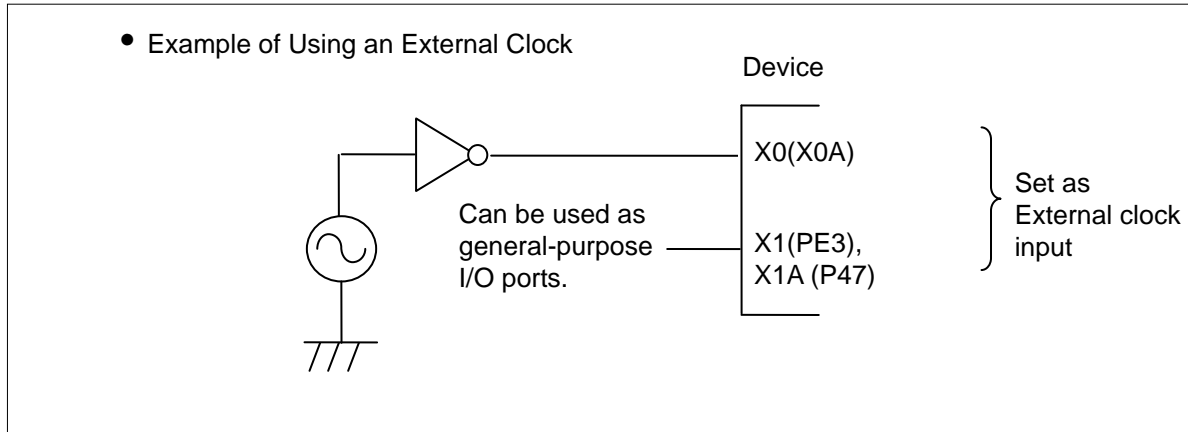 • Example of Using an External Clock
Device
X0(X0A)
Can be used as
general-purpose
I/O ports.
X1(PE3),
X1A (P47)
Set as
External clock
input